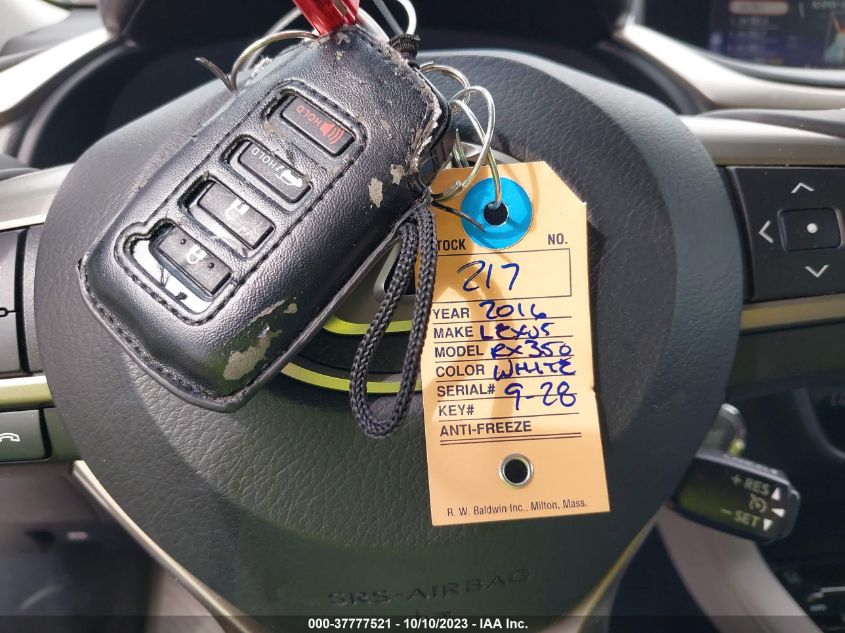 HOLD
HOLD
STOCK NO.
217
YEAR 2016
MAKE LEXUS
MODEL RX350
COLOR WHITE
SERIAL# 9-28
KEY#
ANTI-FREEZE
R. W. Baldwin Inc., Milton, Mass.
+ RES
- SET
SRS-AIRBAG
000-37777521 - 10/10/2023 - IAA Inc.